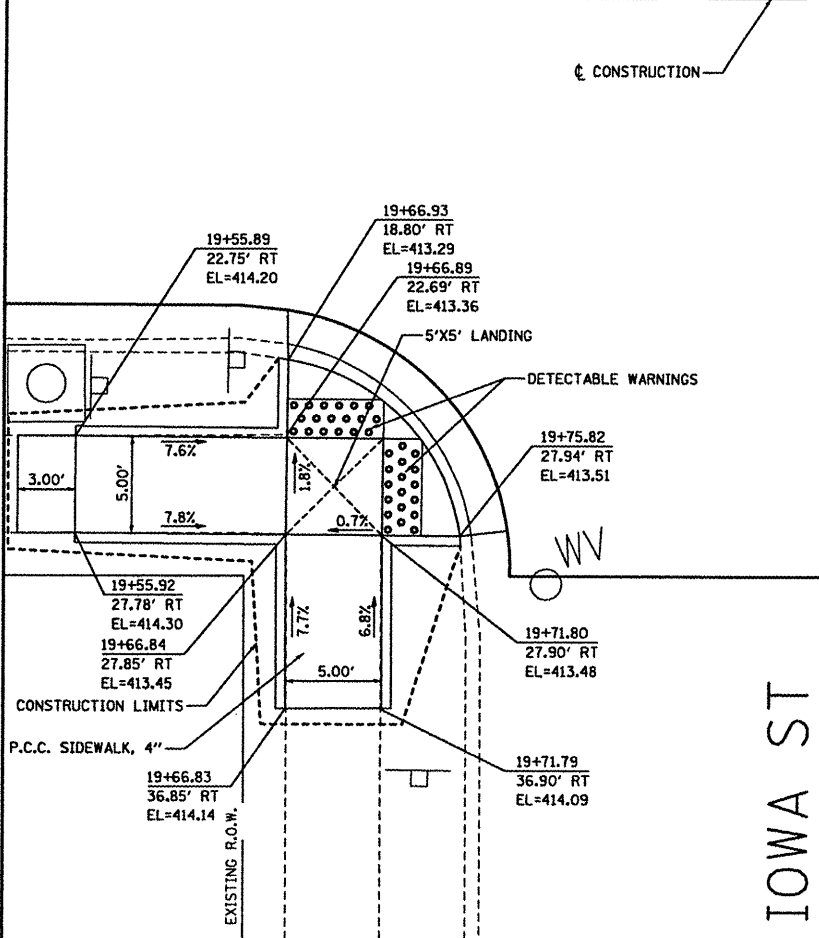 ℄ CONSTRUCTION
19+66.93
18.80' RT
EL=413.29
19+55.89
22.75' RT
EL=414.20
19+66.89
22.69' RT
EL=413.36
5'X5' LANDING
DETECTABLE WARNINGS
19+75.82
27.94' RT
EL=413.51
7.6%
3.00'
5.00'
1.8%
7.8%
0.7%
WV
19+55.92
27.78' RT
EL=414.30
19+66.84
27.85' RT
EL=413.45
7.7%
6.8%
19+71.80
27.90' RT
EL=413.48
5.00'
CONSTRUCTION LIMITS
P.C.C. SIDEWALK, 4"
19+66.83
36.85' RT
EL=414.14
19+71.79
36.90' RT
EL=414.09
EXISTING R.O.W.
IOWA ST